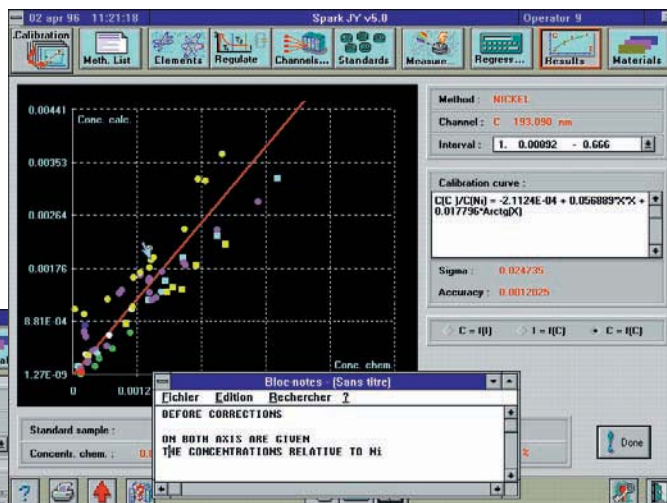 02 apr 96 11:21:18 Spark JY v5.0 Operator 9
Calibration Meth. List Elements Regulate Channels... Standards Measure... Regress... Results Materials
0.00441
Conc. calc.
0.00353
0.00264
0.00176
8.81E-04
1.27E-09
0 0.0012
Conc. chem.
Method : NICKEL
Channel : C 193.090 nm
Interval : 1. 0.00092 - 0.666
Calibration curve :
C(C )/C(Ni) = -2.1124E-04 + 0.056889*X*X +
0.017796*Arctg(X)
Sigma : 0.024735
Accuracy : 0.0012025
C = f(I) I = f(C) C = f(C)
Bloc-notes - (Sans titre)
Fichier Edition Rechercher ?
BEFORE CORRECTIONS
ON BOTH AXIS ARE GIVEN
THE CONCENTRATIONS RELATIVE TO Ni
Standard sample :
Concentr. chem. :
%
Done